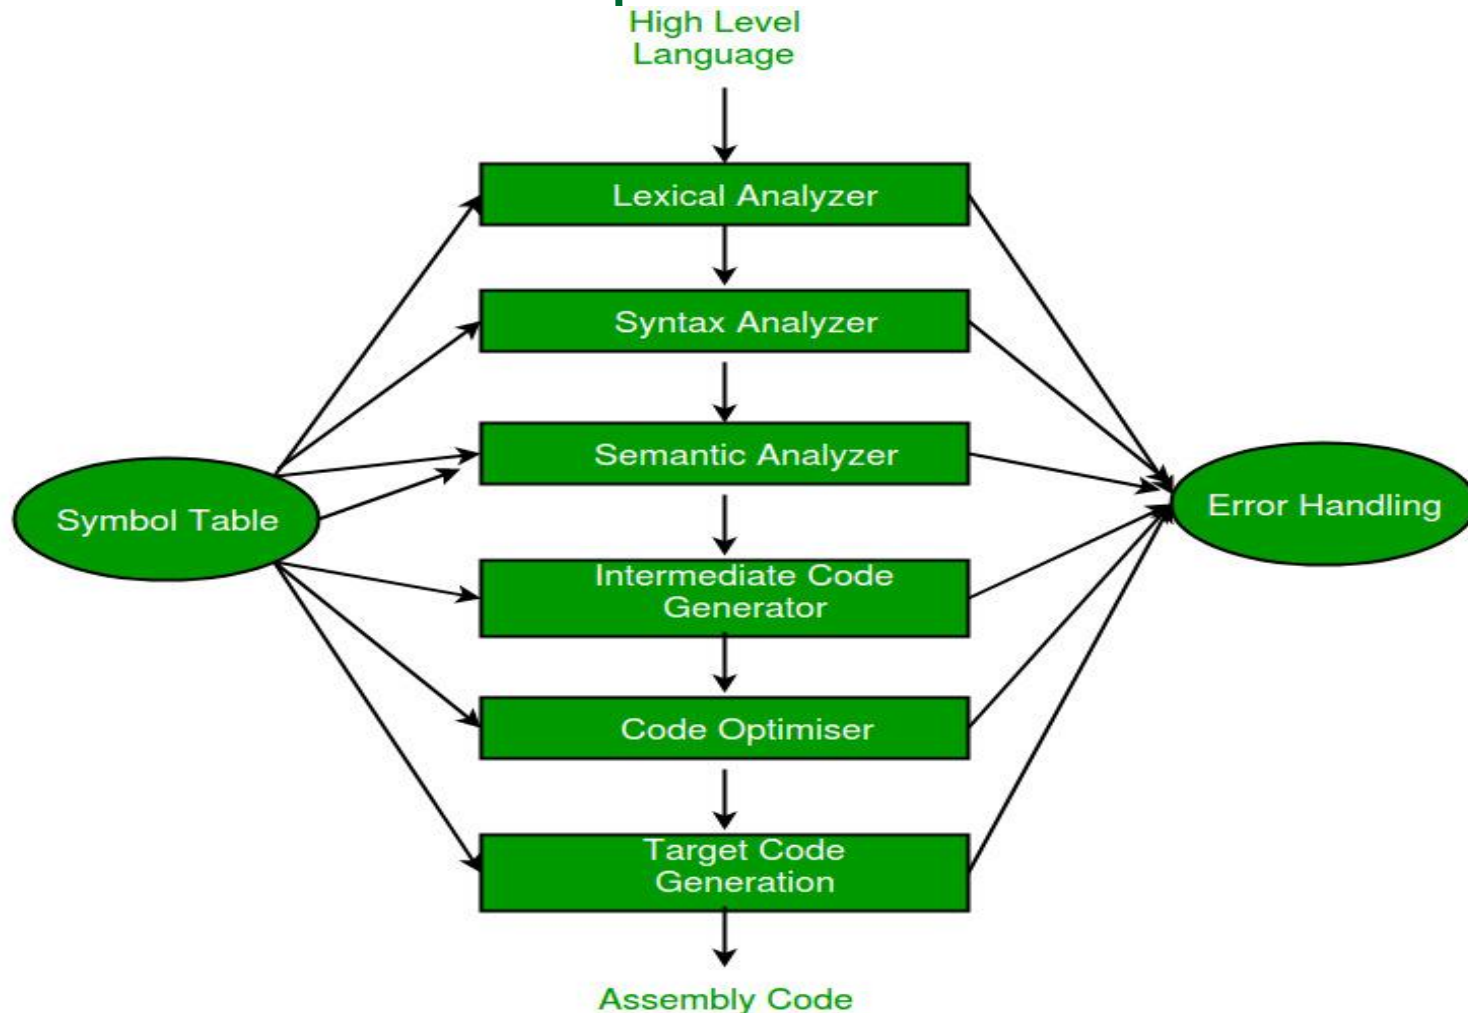 High Level
Language
Lexical Analyzer
Syntax Analyzer
Semantic Analyzer
Symbol Table
Error Handling
Intermediate Code
Generator
Code Optimiser
Target Code
Generation
Assembly Code